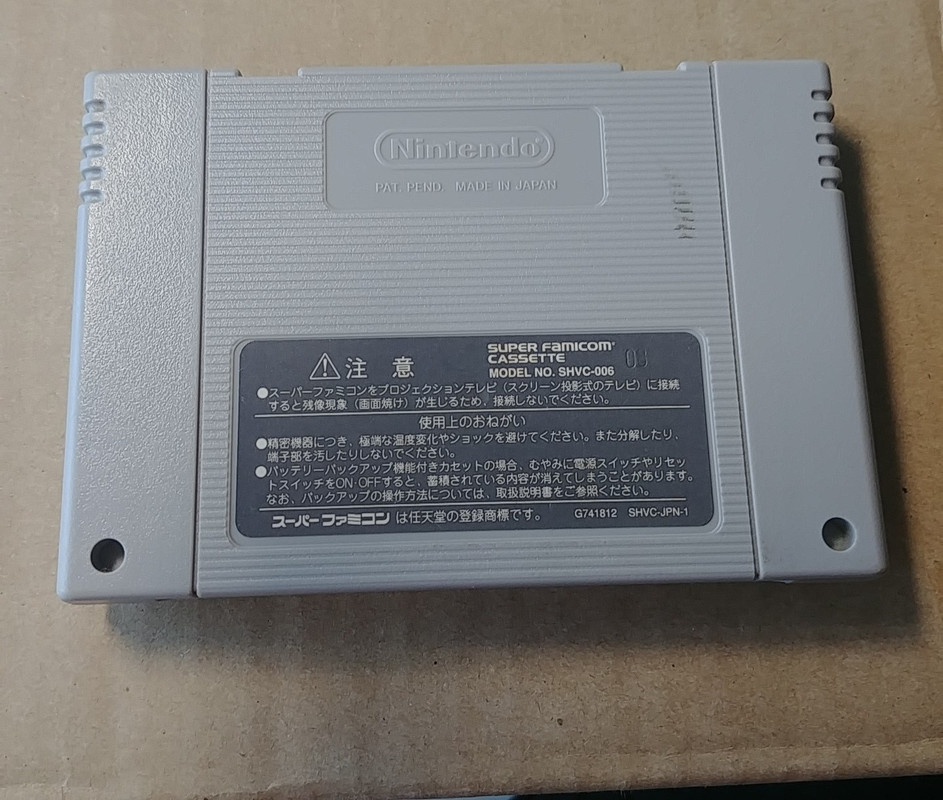 Nintendo®
PAT. PEND. MADE IN JAPAN
注 意
SUPER FAMICOM®
CASSETTE
MODEL NO. SHVC-006
●スーパーファミコンをプロジェクションテレビ（スクリーン投影式のテレビ）に接続
すると残像現象（画面焼け）が生じるため，接続しないでください。
使用上のおねがい
●精密機器につき、極端な温度変化やショックを避けてください。また分解したり、
端子部を汚したりしないでください。
●バッテリーバックアップ機能付きカセットの場合、むやみに電源スイッチやリセッ
トスイッチをON·OFFすると、蓄積されている内容が消えてしまうことがあります。
なお、バックアップの操作方法については、取扱説明書をご参照ください。
スーパーファミコン は任天堂の登録商標です。 G741812 SHVC-JPN-1